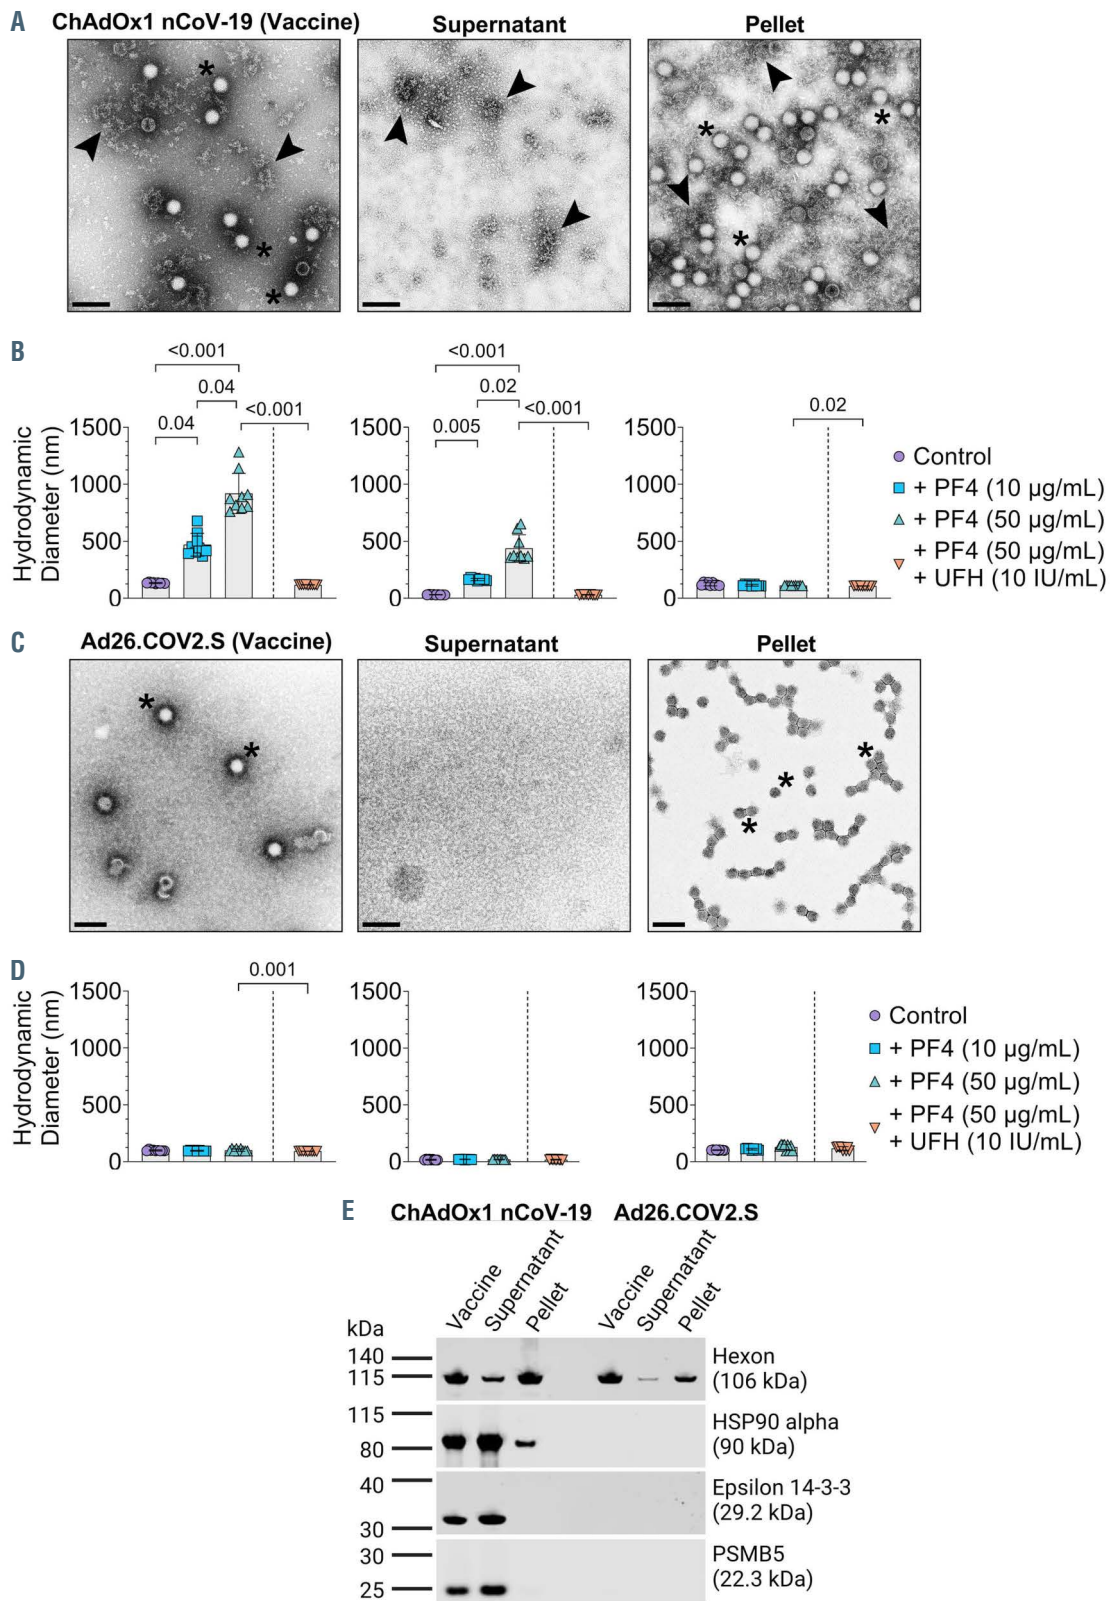 A
ChAdOx1 nCoV-19 (Vaccine)
Supernatant
Pellet
*
*
*
*
*
*
B
<0.001
0.04
0.04
<0.001
<0.001
0.02
0.005
<0.001
0.02
Hydrodynamic
Diameter (nm)
1500
1000
500
0
1500
1000
500
0
1500
1000
500
0
Control
+ PF4 (10 µg/mL)
+ PF4 (50 µg/mL)
+ PF4 (50 µg/mL)
+ UFH (10 IU/mL)
C
Ad26.COV2.S (Vaccine)
Supernatant
Pellet
*
*
*
*
*
D
0.001
Hydrodynamic
Diameter (nm)
1500
1000
500
0
1500
1000
500
0
1500
1000
500
0
Control
+ PF4 (10 µg/mL)
+ PF4 (50 µg/mL)
+ PF4 (50 µg/mL)
+ UFH (10 IU/mL)
E
ChAdOx1 nCoV-19
Ad26.COV2.S
Vaccine
Supernatant
Pellet
Vaccine
Supernatant
Pellet
kDa
140
115
Hexon
(106 kDa)
115
80
HSP90 alpha
(90 kDa)
40
30
Epsilon 14-3-3
(29.2 kDa)
30
25
PSMB5
(22.3 kDa)